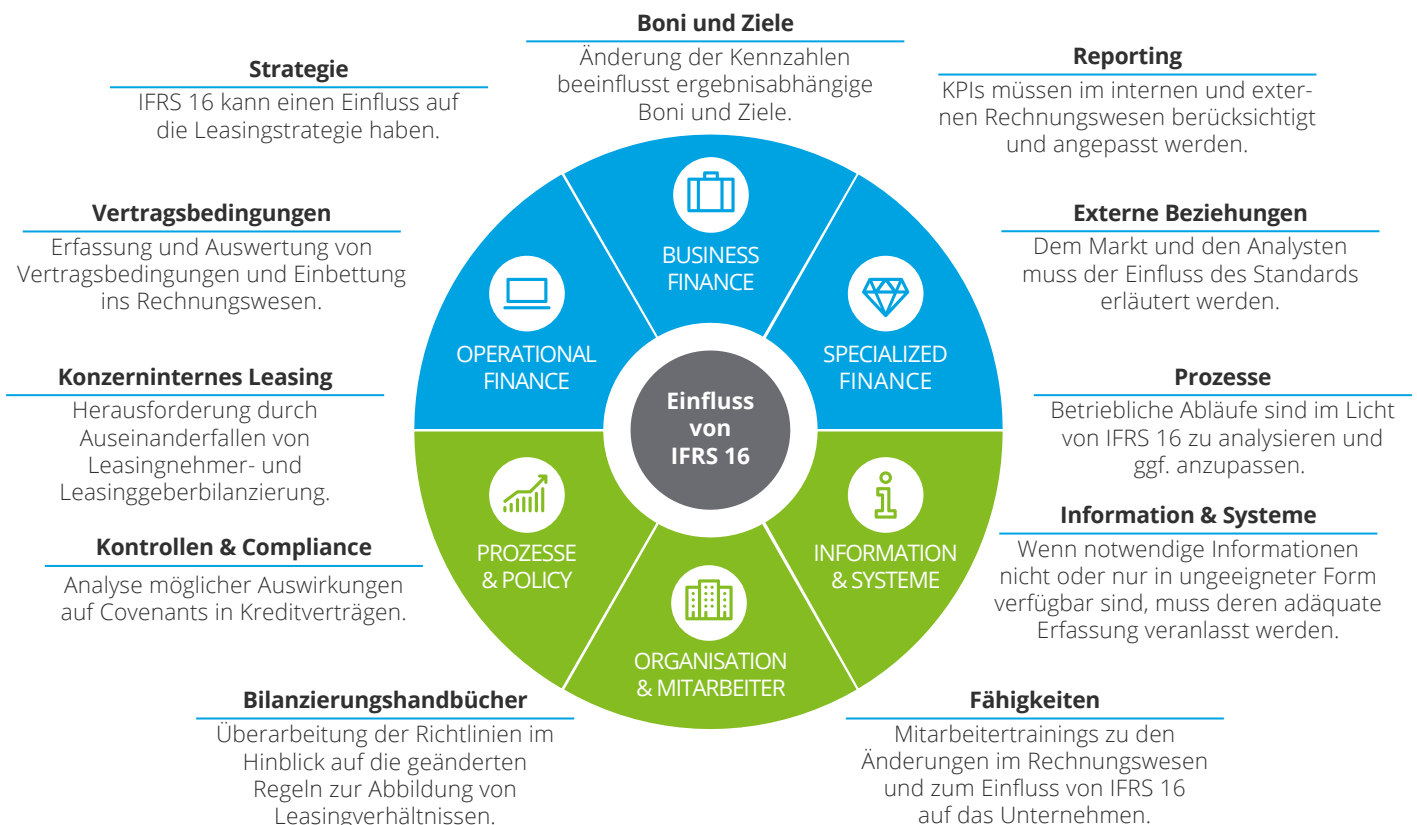 Boni und Ziele
Änderung der Kennzahlen
beeinflusst ergebnisabhängige
Boni und Ziele.
Strategie
IFRS 16 kann einen Einfluss auf
die Leasingstrategie haben.
Reporting
KPIs müssen im internen und exter-
nen Rechnungswesen berücksichtigt
und angepasst werden.
Vertragsbedingungen
Erfassung und Auswertung von
Vertragsbedingungen und Einbettung
ins Rechnungswesen.
Externe Beziehungen
Dem Markt und den Analysten
muss der Einfluss des Standards
erläutert werden.
Konzerninternes Leasing
Herausforderung durch
Auseinanderfallen von
Leasingnehmer- und
Leasinggeberbilanzierung.
Prozesse
Betriebliche Abläufe sind im Licht
von IFRS 16 zu analysieren und
ggf. anzupassen.
Kontrollen & Compliance
Analyse möglicher Auswirkungen
auf Covenants in Kreditverträgen.
Information & Systeme
Wenn notwendige Informationen
nicht oder nur in ungeeigneter Form
verfügbar sind, muss deren adäquate
Erfassung veranlasst werden.
Bilanzierungshandbücher
Überarbeitung der Richtlinien im
Hinblick auf die geänderten
Regeln zur Abbildung von
Leasingverhältnissen.
Fähigkeiten
Mitarbeitertrainings zu den
Änderungen im Rechnungswesen
und zum Einfluss von IFRS 16
auf das Unternehmen.
BUSINESS
FINANCE
OPERATIONAL
FINANCE
SPECIALIZED
FINANCE
Einfluss
von
IFRS 16
PROZESSE
& POLICY
INFORMATION
& SYSTEME
ORGANISATION
& MITARBEITER